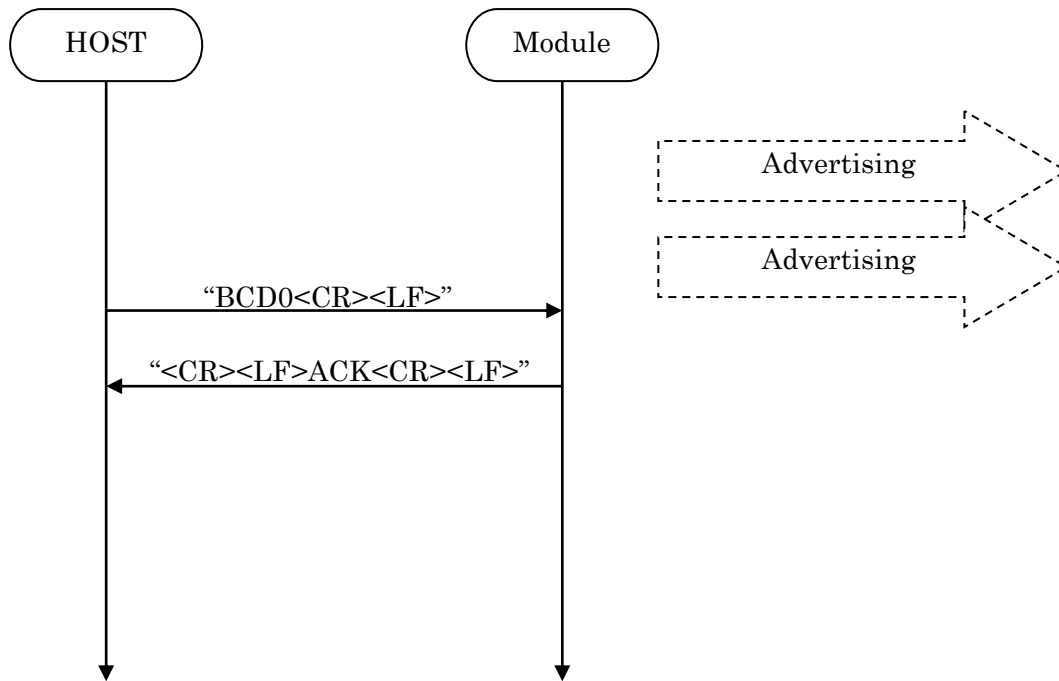 HOST
Module
Advertising
Advertising
“BCD0<CR><LF>”
“<CR><LF>ACK<CR><LF>”